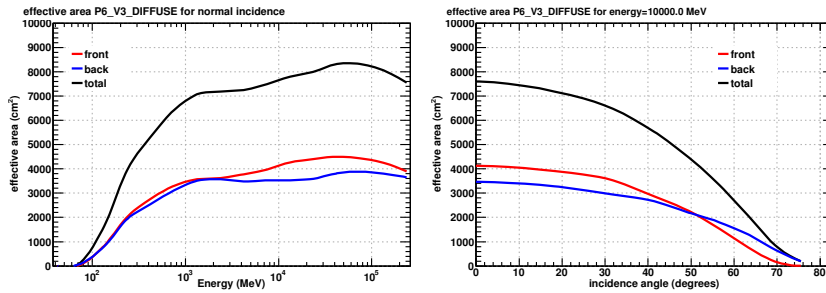 effective area P6_V3_DIFFUSE for normal incidence
effective area (cm²)
10000
9000
8000
7000
6000
5000
4000
3000
2000
1000
0
front
back
total
10²
10³
10⁴
10⁵
Energy (MeV)
effective area P6_V3_DIFFUSE for energy=10000.0 MeV
effective area (cm²)
10000
9000
8000
7000
6000
5000
4000
3000
2000
1000
0
front
back
total
0
10
20
30
40
50
60
70
80
incidence angle (degrees)